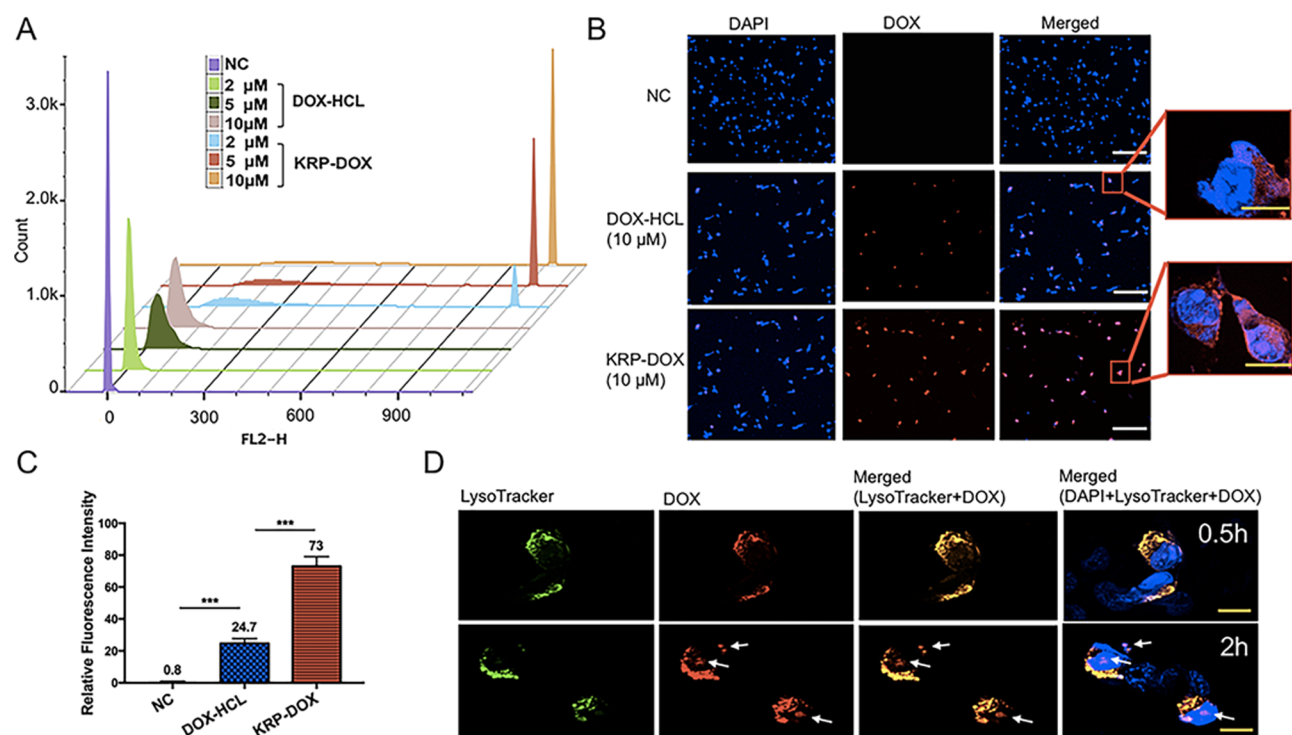 A
NC
2 µM
5 µM
10µM
DOX-HCL
2 µM
5 µM
10µM
KRP-DOX
3.0k
2.0k
1.0k
0
Count
0 300 600 900
FL2-H
B
DAPI DOX Merged
NC
DOX-HCL
(10 µM)
KRP-DOX
(10 µM)
C
Relative Fluorescence Intensity
100
80
60
40
20
0
***
***
0.8
24.7
73
NC
DOX-HCL
KRP-DOX
D
LysoTracker
DOX
Merged
(LysoTracker+DOX)
Merged
(DAPI+LysoTracker+DOX)
0.5h
2h